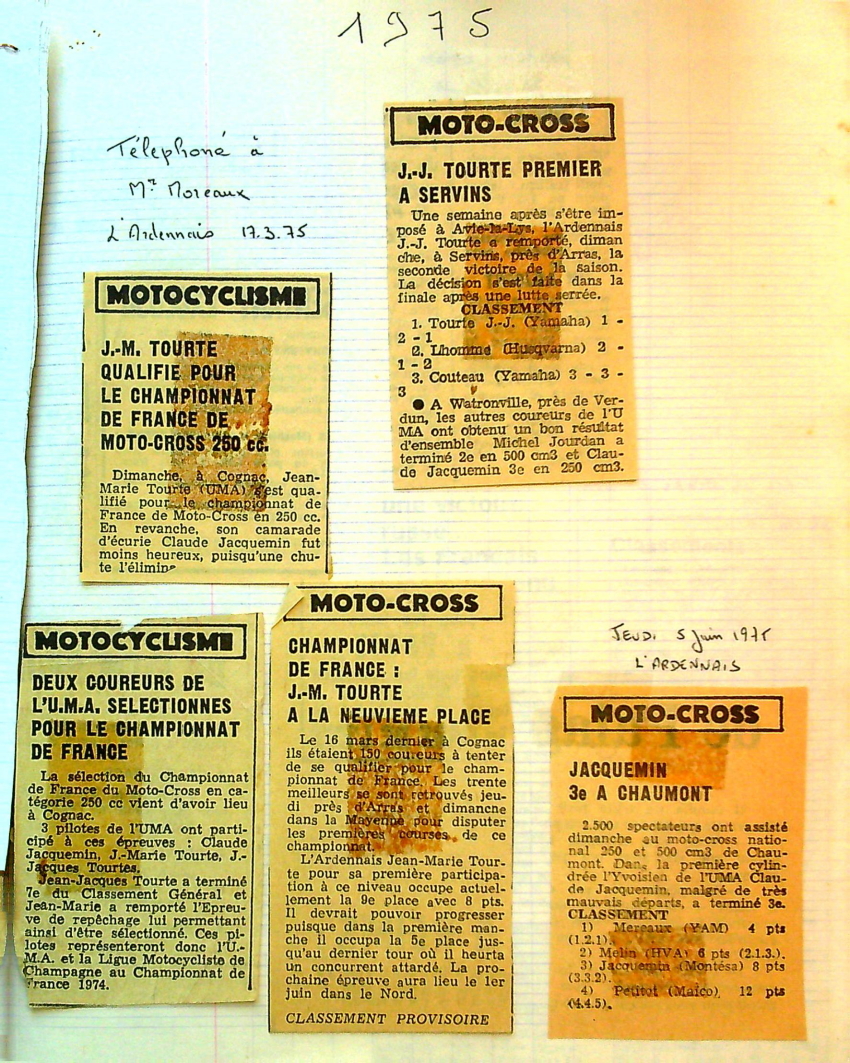 1975
Télephoné à
Mr Moreaux
L'Ardennais 17.3.75
MOTO-CROSS
J.-J. TOURTE PREMIER
A SERVINS
Une semaine après s'être im-
posé à Avie-la-Lys, l'Ardennais
J.-J. Tourte a remporté, diman
che, à Servins, près d'Arras, la
seconde victoire de la saison.
La décision s'est faite dans la
finale après une lutte serrée.
CLASSEMENT
1. Tourte J.-J. (Yamaha) 1 -
2 - 1
2. Lhomme (Husqvarna) 2 -
1 - 2
3. Couteau (Yamaha) 3 - 3 -
3
● A Watronville, près de Ver-
dun, les autres coureurs de l'U
MA ont obtenu un bon résultat
d'ensemble Michel Jourdan a
terminé 2e en 500 cm3 et Clau-
de Jacquemin 3e en 250 cm3.
MOTOCYCLISME
J.-M. TOURTE
QUALIFIE POUR
LE CHAMPIONNAT
DE FRANCE DE
MOTO-CROSS 250 cc.
Dimanche, à Cognac, Jean-
Marie Tourte (UMA) s'est qua-
lifié pour le championnat de
France de Moto-Cross en 250 cc.
En revanche, son camarade
d'écurie Claude Jacquemin fut
moins heureux, puisqu'une chu-
te l'élimine
MOTOCYCLISME
DEUX COUREURS DE
L'U.M.A. SELECTIONNES
POUR LE CHAMPIONNAT
DE FRANCE
La sélection du Championnat
de France du Moto-Cross en ca-
tégorie 250 cc vient d'avoir lieu
à Cognac.
3 pilotes de l'UMA ont parti-
cipé à ces épreuves : Claude
Jacquemin, J.-Marie Tourte, J.-
Jacques Tourtes.
Jean-Jacques Tourte a terminé
7e du Classement Général et
Jean-Marie a remporté l'Epreu-
ve de repêchage lui permettant
ainsi d'être sélectionné. Ces pi-
lotes représenteront donc l'U.-
M.A. et la Ligue Motocycliste de
Champagne au Championnat de
France 1974.
MOTO-CROSS
CHAMPIONNAT
DE FRANCE :
J.-M. TOURTE
A LA NEUVIEME PLACE
Le 16 mars dernier à Cognac
ils étaient 150 coureurs à tenter
de se qualifier pour le cham-
pionnat de France. Les trente
meilleurs se sont retrouvés jeu-
di près d'Arras et dimanche
dans la Mayenne pour disputer
les premières courses de ce
championnat.
L'Ardennais Jean-Marie Tour-
te pour sa première participa-
tion à ce niveau occupe actuel-
lement la 9e place avec 8 pts.
Il devrait pouvoir progresser
puisque dans la première man-
che il occupa la 5e place jus-
qu'au dernier tour où il heurta
un concurrent attardé. La pro-
chaine épreuve aura lieu le 1er
juin dans le Nord.
CLASSEMENT PROVISOIRE
JEUDI 5 juin 1975
L'ARDENNAIS
MOTO-CROSS
JACQUEMIN
3e A CHAUMONT
2.500 spectateurs ont assisté
dimanche au moto-cross natio-
nal 250 et 500 cm3 de Chau-
mont. Dans la première cylin-
drée l'Yvoisien de l'UMA Clau-
de Jacquemin, malgré de très
mauvais départs, a terminé 3e.
CLASSEMENT
1) Mercaux (YAM) 4 pts
(1.2.1).
2) Melin (HVA) 6 pts (2.1.3.).
3) Jacquemin (Montésa) 8 pts
(3.3.2).
4) Petitot (Maico), 12 pts
(4.4.5).